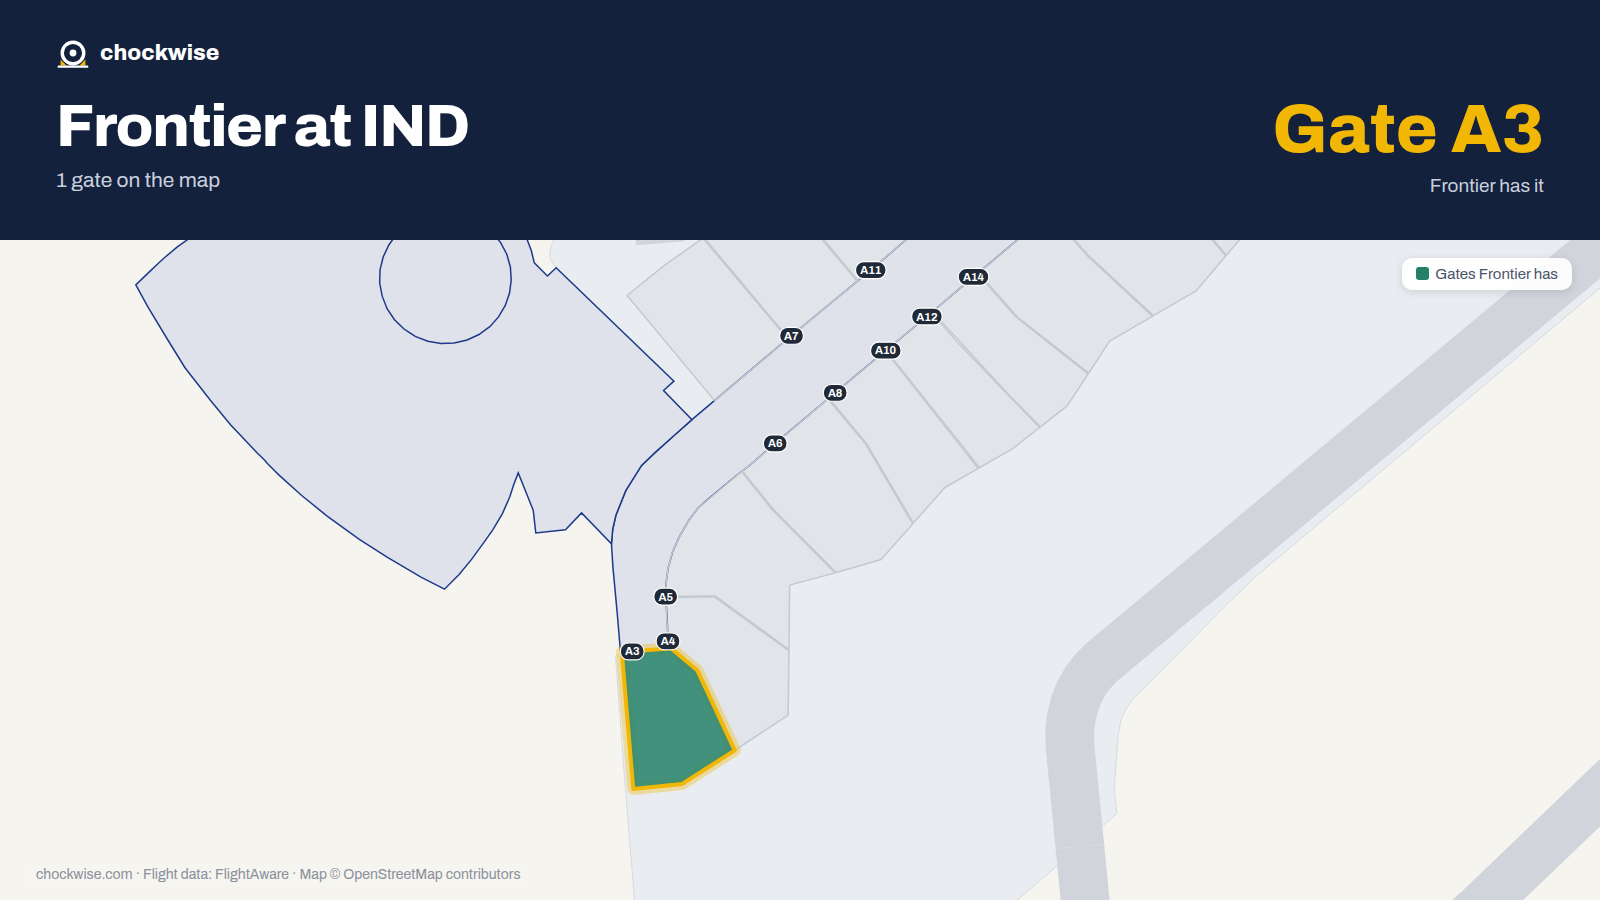 chockwise
Frontier at IND
Gate A3
1 gate on the map
Frontier has it
Gates Frontier has
A11
A14
A12
A7
A10
A8
A6
A5
A4
A3
chockwise.com · Flight data: FlightAware · Map © OpenStreetMap contributors